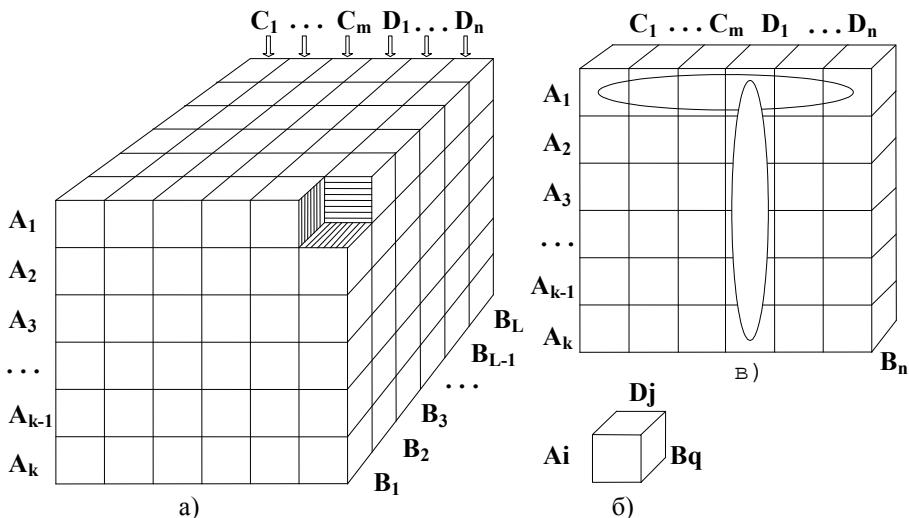 C1 . . . Cm D1 . . . Dn
A1
A2
A3
. . .
Ak-1
Ak
BL
BL-1
. . .
B3
B2
B1
а)
C1 . . . Cm D1 . . . Dn
A1
A2
A3
. . .
Ak-1
Ak
Bn
в)
Dj
Ai
Bq
б)